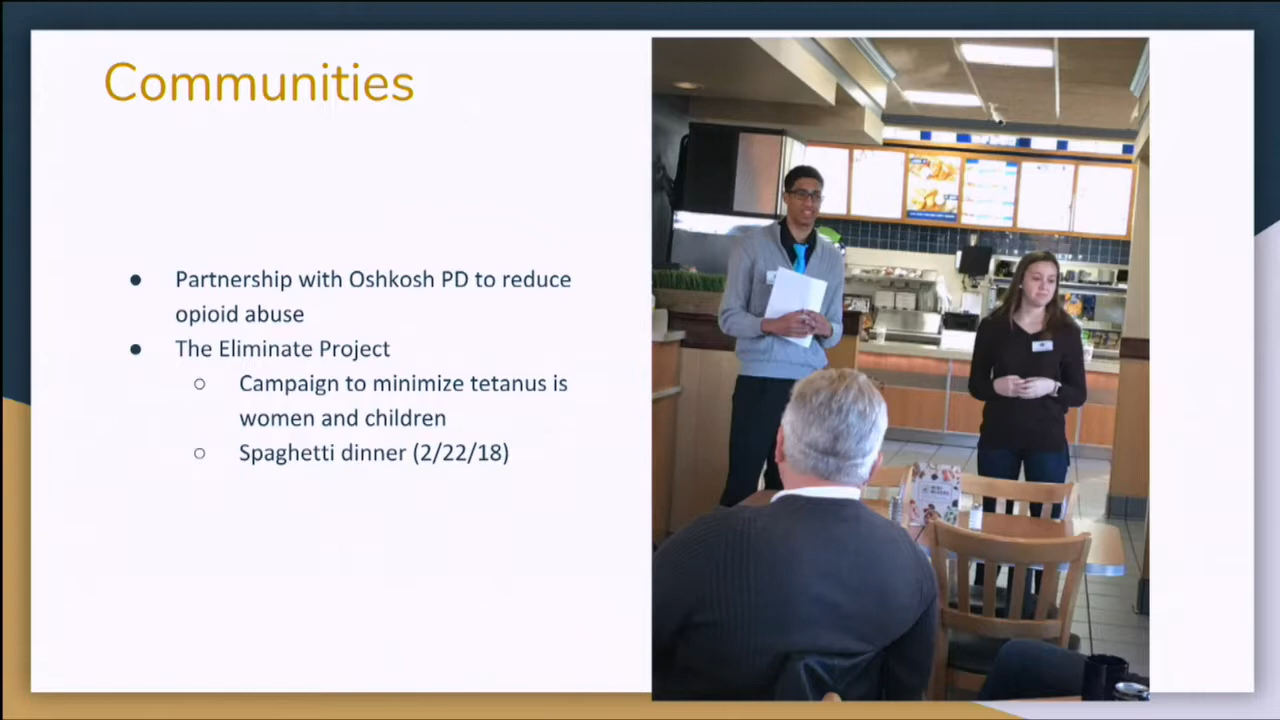 Communities
● Partnership with Oshkosh PD to reduce
opioid abuse
● The Eliminate Project
○ Campaign to minimize tetanus is
women and children
○ Spaghetti dinner (2/22/18)